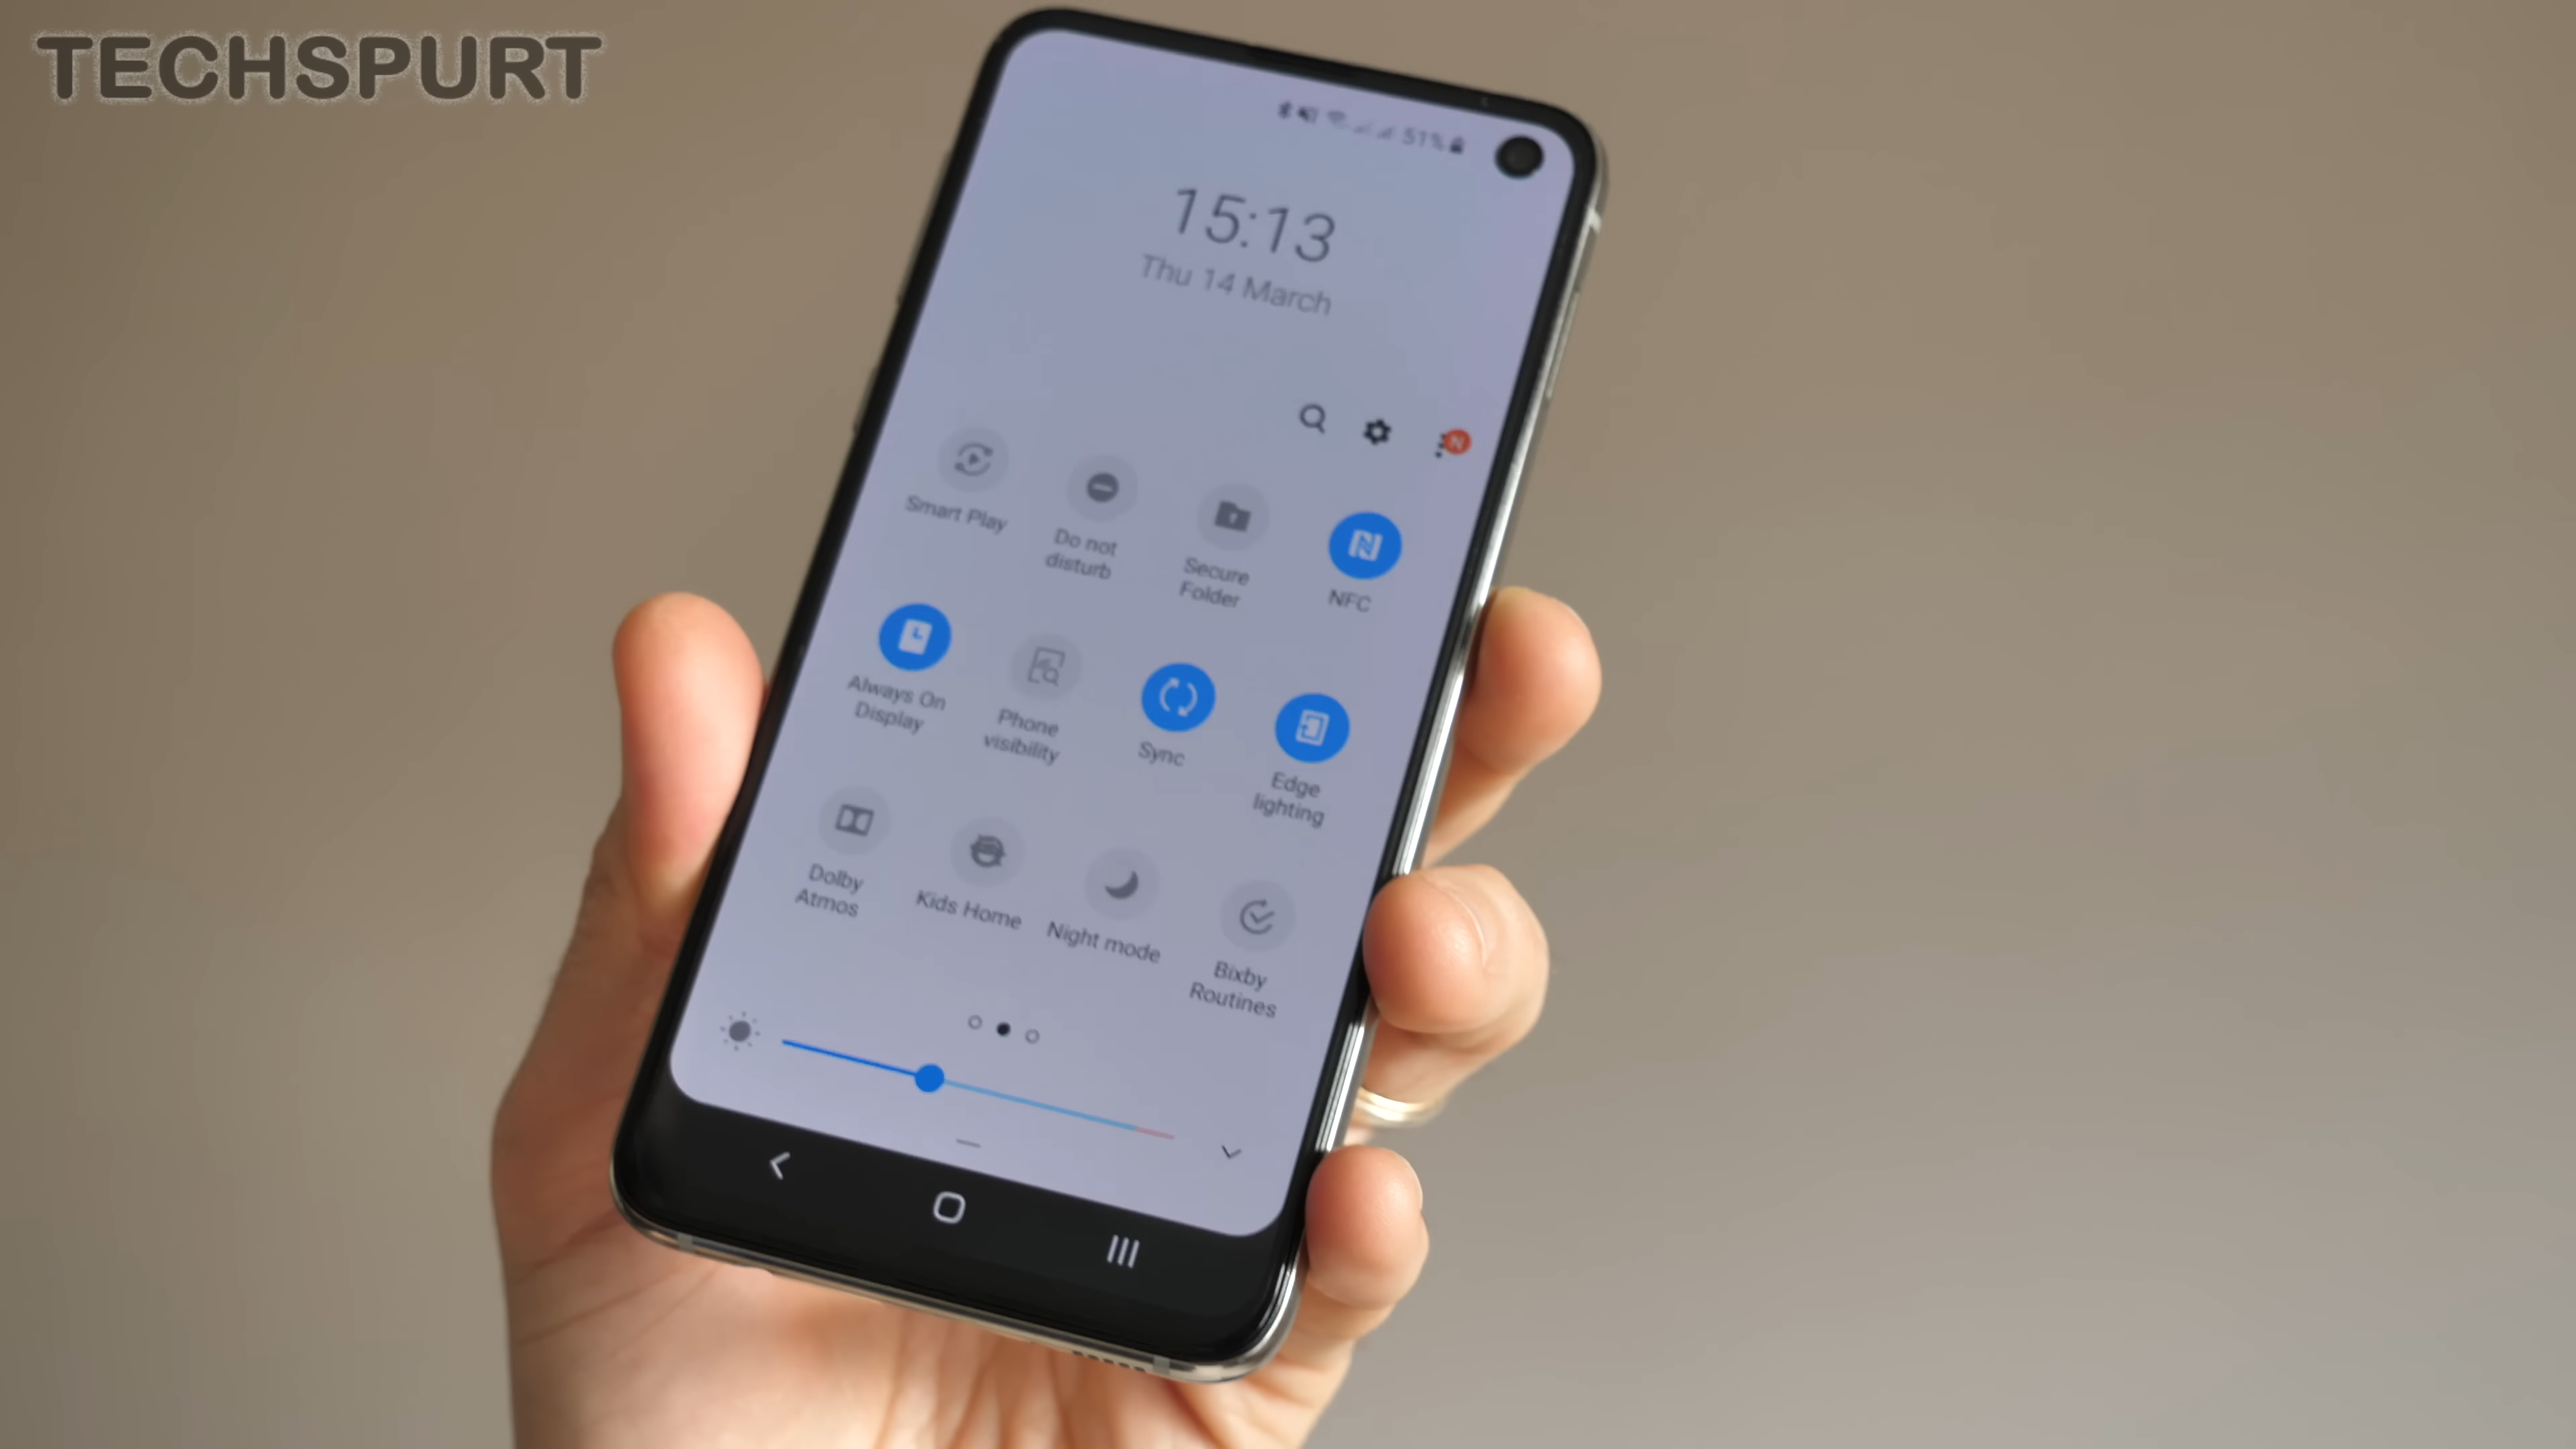 TECHSPURT
51%
15:13
Thu 14 March
N
Smart Play
Do not
disturb
Secure
Folder
NFC
Always On
Display
Phone
visibility
Sync
Edge
lighting
Dolby
Atmos
Kids Home
Night mode
Bixby
Routines